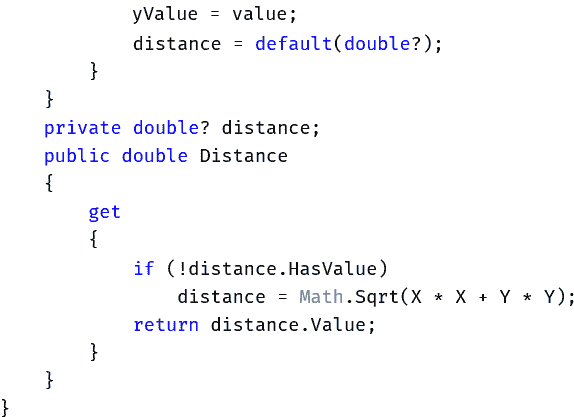 yValue = value;
            distance = default(double?);
        }
    }
    private double? distance;
    public double Distance
    {
        get
        {
            if (!distance.HasValue)
                distance = Math.Sqrt(X * X + Y * Y);
            return distance.Value;
        }
    }
}